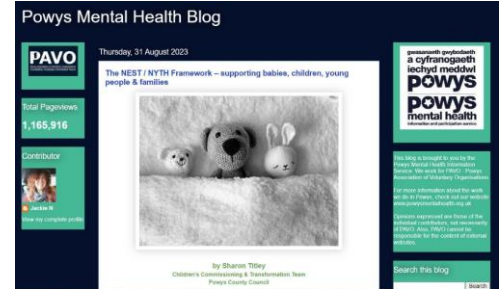 Powys Mental Health Blog
PAVO
Total Pageviews
1,165,916
Contributor
Jackie N
View my complete profile
Thursday, 31 August 2023
The NEST / NYTH Framework – supporting babies, children, young
people & families
by Sharon Titley
Children's Commissioning & Transformation Team
Powys County Council
gwasanaeth gwybodaeth
a cyfranogaeth
iechyd meddwl
powys
powys
mental health
information and participation service
This blog is brought to you by the
Powys Mental Health Information
Service. We work for PAVO - Powys
Association of Voluntary Organisations.
For more information about the work
we do in Powys, check out our website
www.powysmentalhealth.org.uk
Opinions expressed are those of the
individual contributors, not necessarily
of PAVO. Also, PAVO cannot be
responsible for the content of external
websites.
Search this blog
Search